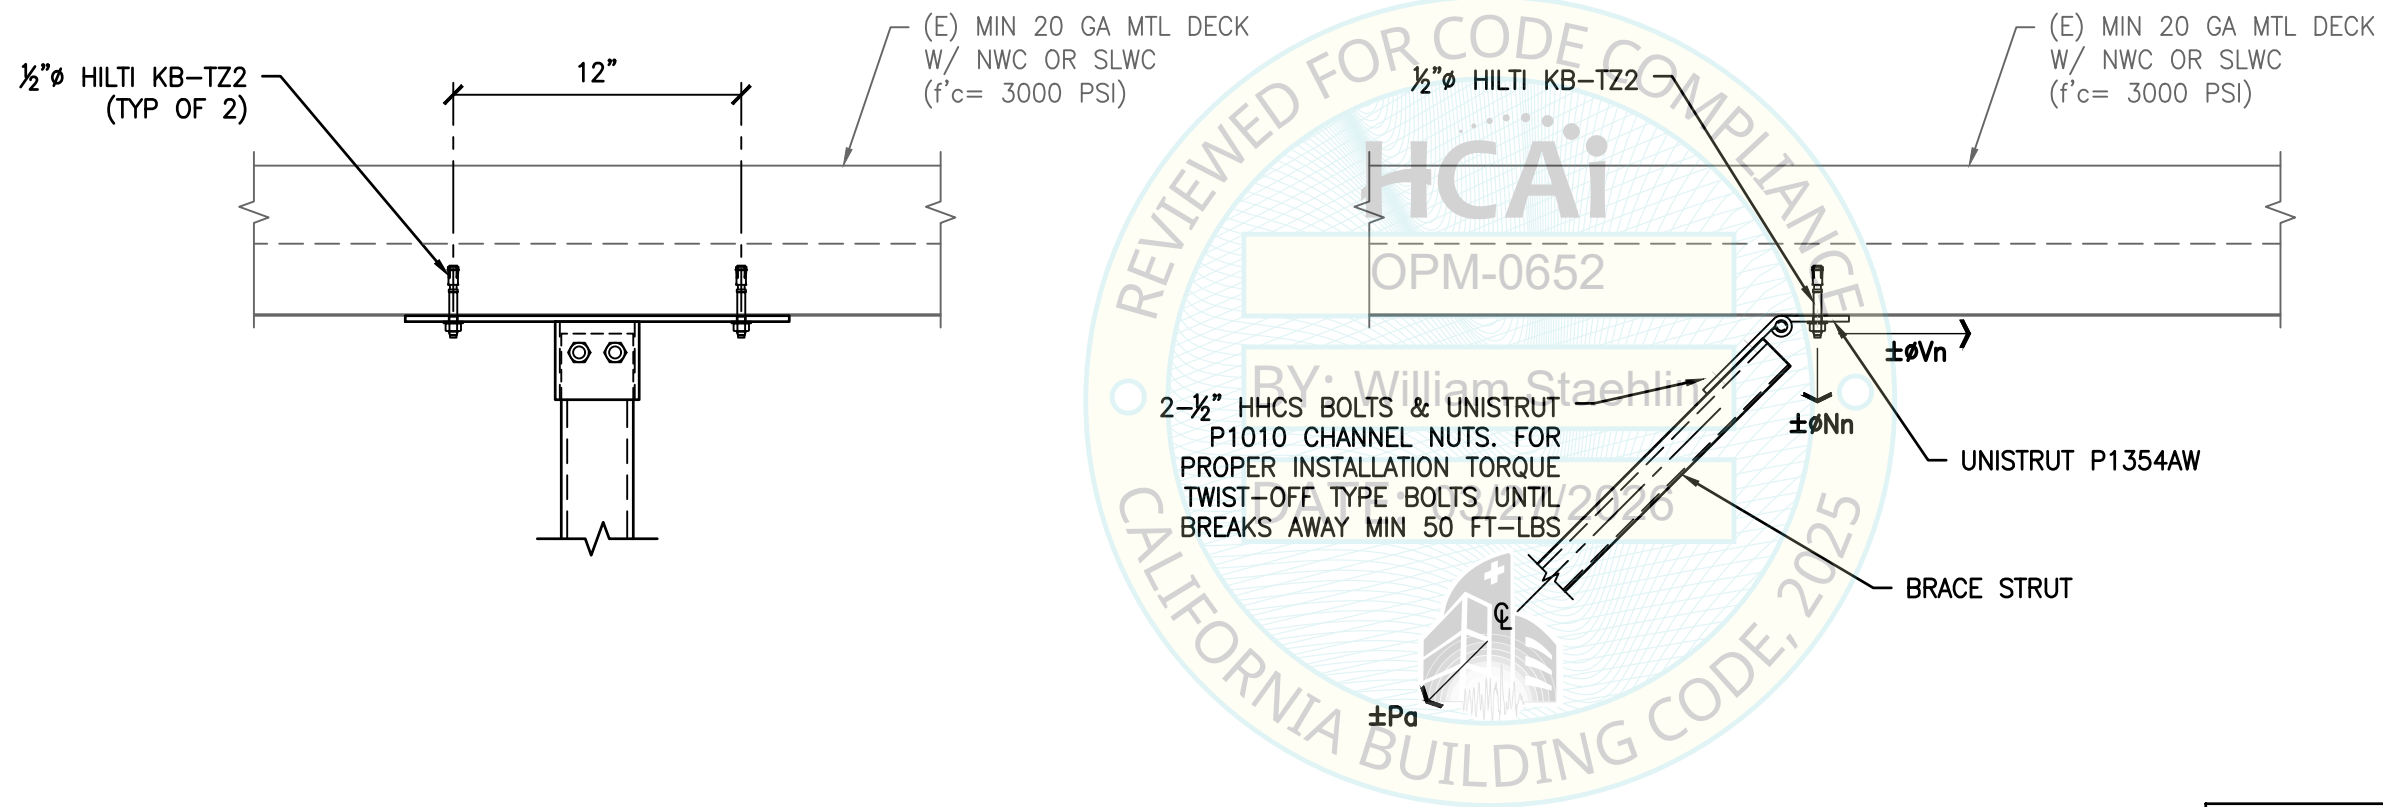 ½"ø HILTI KB-TZ2
(TYP OF 2)
12"
(E) MIN 20 GA MTL DECK
W/ NWC OR SLWC
(f'c= 3000 PSI)
½"ø HILTI KB-TZ2
(E) MIN 20 GA MTL DECK
W/ NWC OR SLWC
(f'c= 3000 PSI)
REVIEWED FOR CODE COMPLIANCE
HCAi
OPM-0652
BY: William Staehlin
DATE: 03/27/2026
CALIFORNIA BUILDING CODE, 2025
±øVn
±øNn
2-½" HHCS BOLTS & UNISTRUT
P1010 CHANNEL NUTS. FOR
PROPER INSTALLATION TORQUE
TWIST-OFF TYPE BOLTS UNTIL
BREAKS AWAY MIN 50 FT-LBS
UNISTRUT P1354AW
BRACE STRUT
℄
±Pa